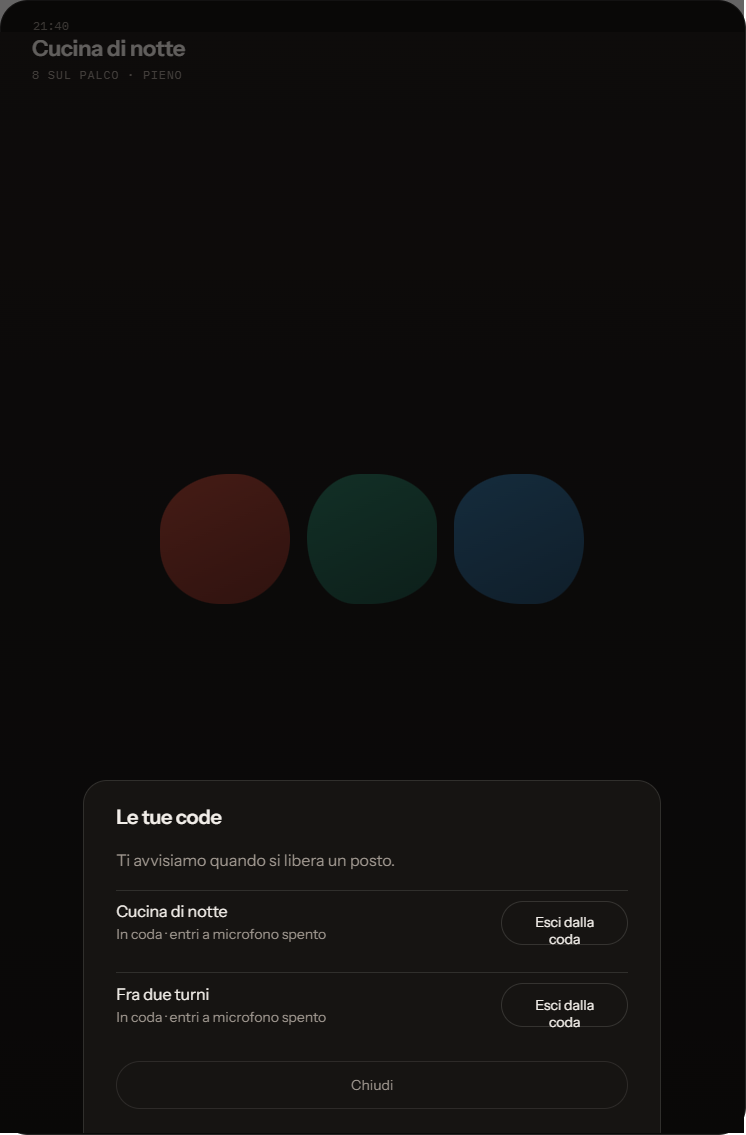 21:40
Cucina di notte
8 SUL PALCO · PIENO
Le tue code
Ti avvisiamo quando si libera un posto.
Cucina di notte
In coda · entri a microfono spento
Esci dalla
coda
Fra due turni
In coda · entri a microfono spento
Esci dalla
coda
Chiudi